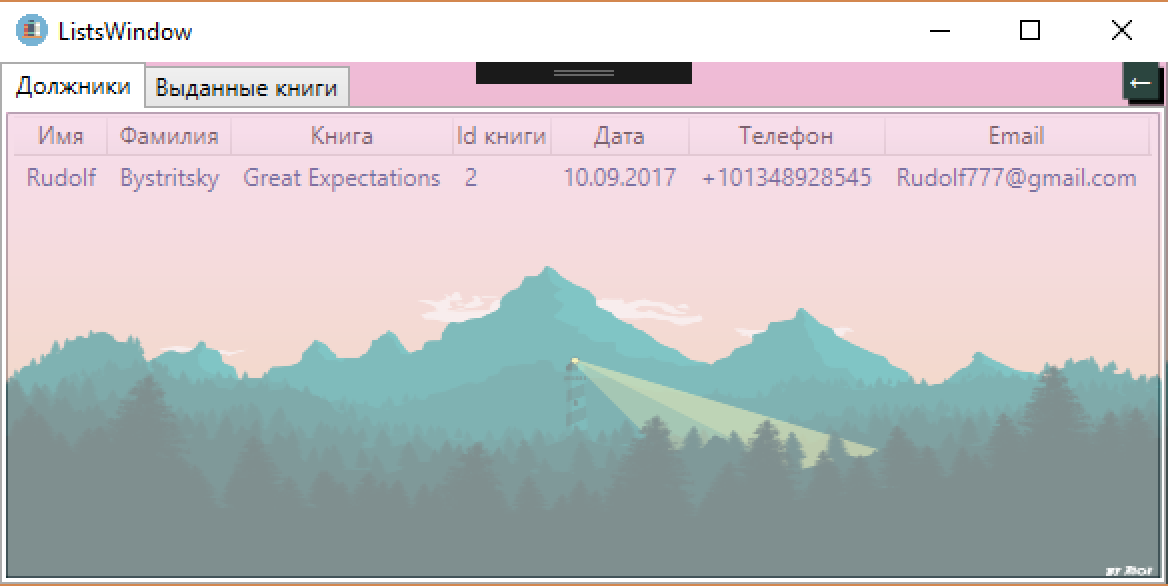 ListsWindow
Должники Выданные книги
Имя Фамилия Книга Id книги Дата Телефон Email
Rudolf Bystritsky Great Expectations 2 10.09.2017 +101348928545 Rudolf777@gmail.com